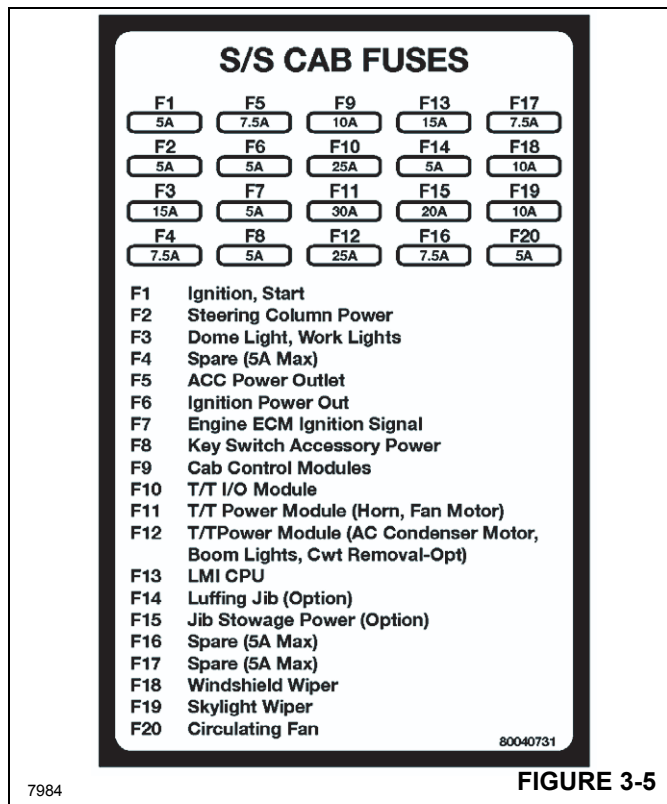 S/S CAB FUSES
F1 F5 F9 F13 F17
5A 7.5A 10A 15A 7.5A
F2 F6 F10 F14 F18
5A 5A 25A 5A 10A
F3 F7 F11 F15 F19
15A 5A 30A 20A 10A
F4 F8 F12 F16 F20
7.5A 5A 25A 7.5A 5A
F1 Ignition, Start
F2 Steering Column Power
F3 Dome Light, Work Lights
F4 Spare (5A Max)
F5 ACC Power Outlet
F6 Ignition Power Out
F7 Engine ECM Ignition Signal
F8 Key Switch Accessory Power
F9 Cab Control Modules
F10 T/T I/O Module
F11 T/T Power Module (Horn, Fan Motor)
F12 T/TPower Module (AC Condenser Motor,
Boom Lights, Cwt Removal-Opt)
F13 LMI CPU
F14 Luffing Jib (Option)
F15 Jib Stowage Power (Option)
F16 Spare (5A Max)
F17 Spare (5A Max)
F18 Windshield Wiper
F19 Skylight Wiper
F20 Circulating Fan
80040731
7984
FIGURE 3-5